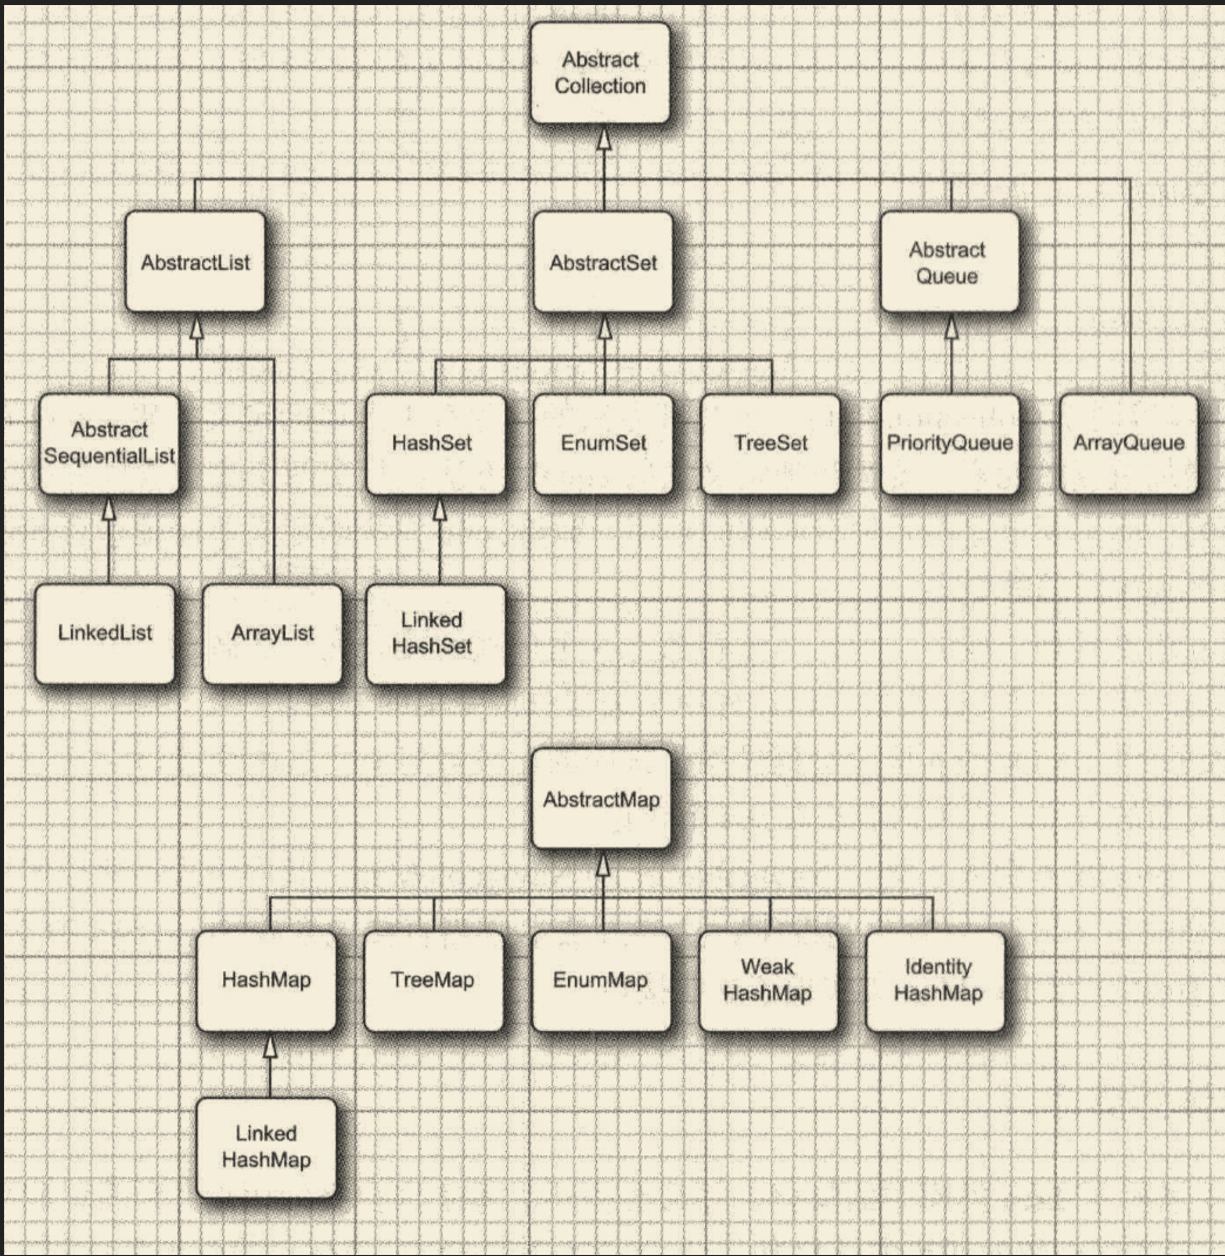 Abstract
Collection
AbstractList
AbstractSet
Abstract
Queue
Abstract
SequentialList
HashSet
EnumSet
TreeSet
PriorityQueue
ArrayQueue
LinkedList
ArrayList
Linked
HashSet
AbstractMap
HashMap
TreeMap
EnumMap
Weak
HashMap
Identity
HashMap
Linked
HashMap